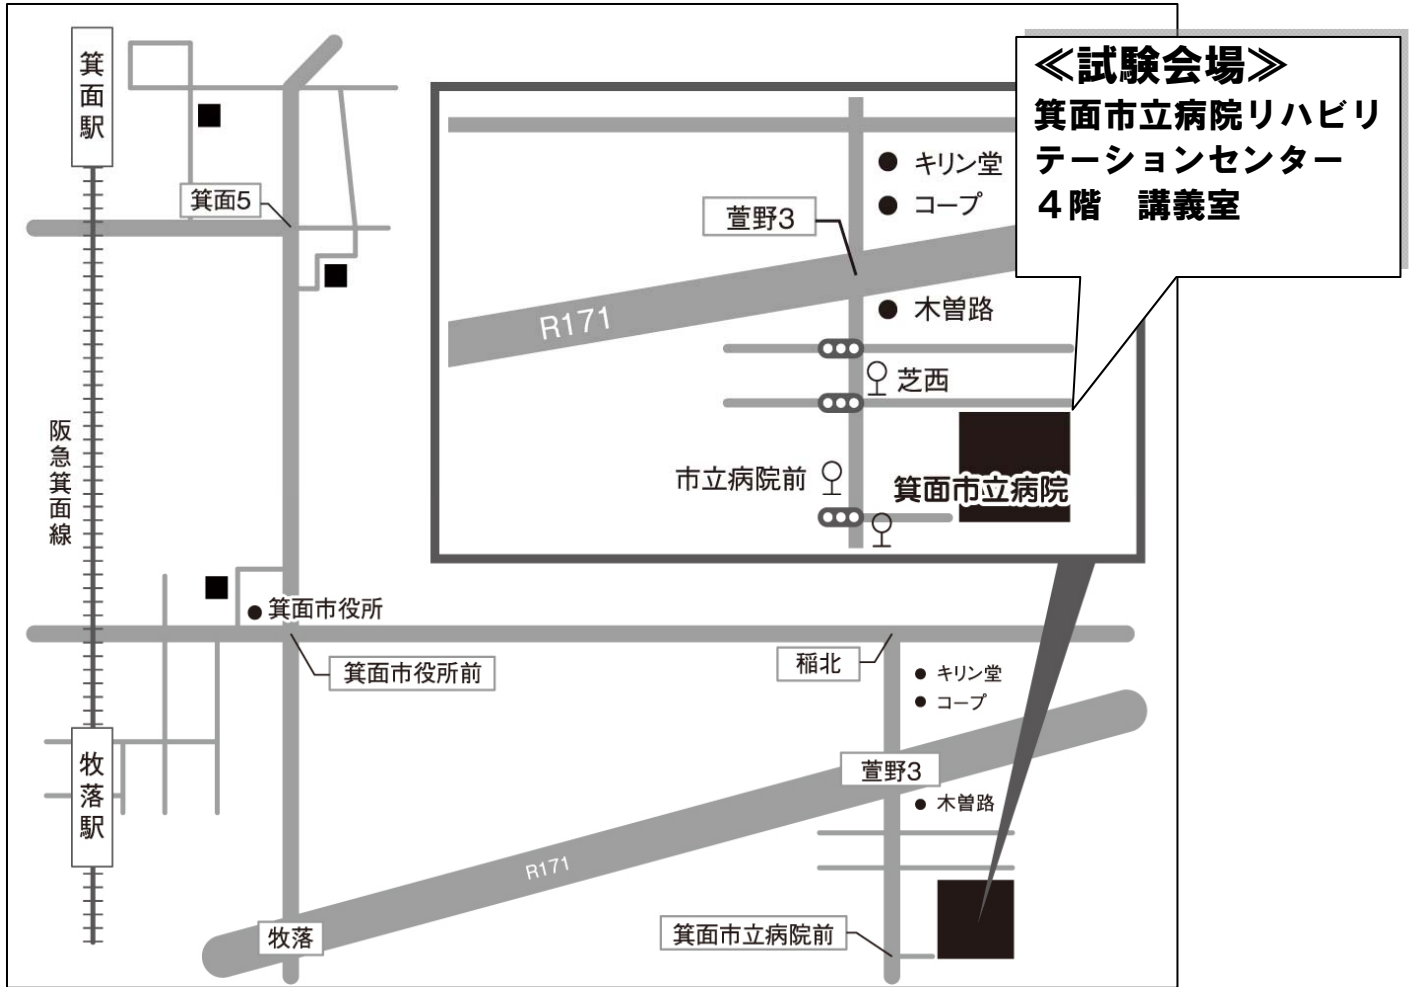 ≪試験会場≫
箕面市立病院リハビリ
テーションセンター
４階　講義室
箕面駅
箕面5
キリン堂
コープ
萱野3
木曽路
R171
芝西
市立病院前
箕面市立病院
阪急箕面線
箕面市役所
箕面市役所前
稲北
キリン堂
コープ
萱野3
木曽路
牧落駅
R171
牧落
箕面市立病院前